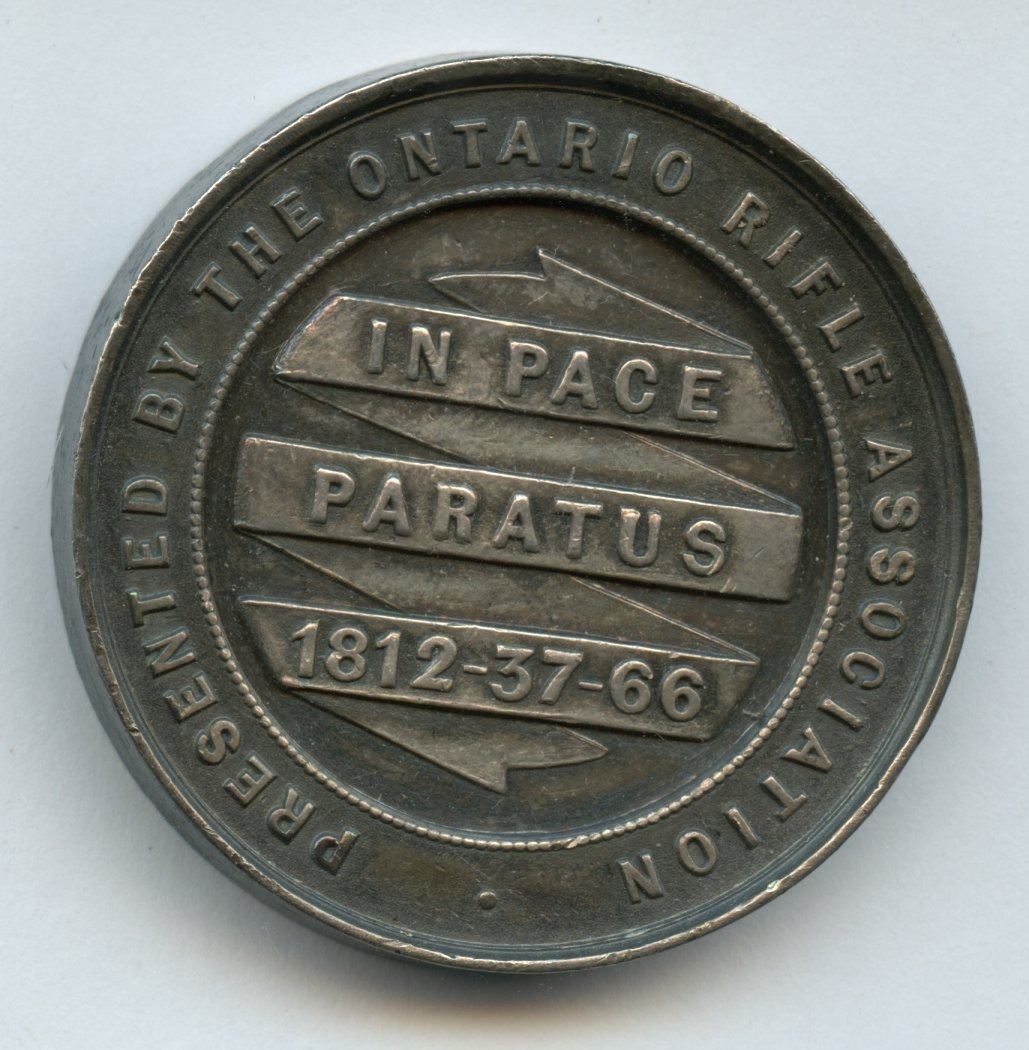 PRESENTED BY THE ONTARIO RIFLE ASSOCIATION
IN PACE
PARATUS
1812-37-66